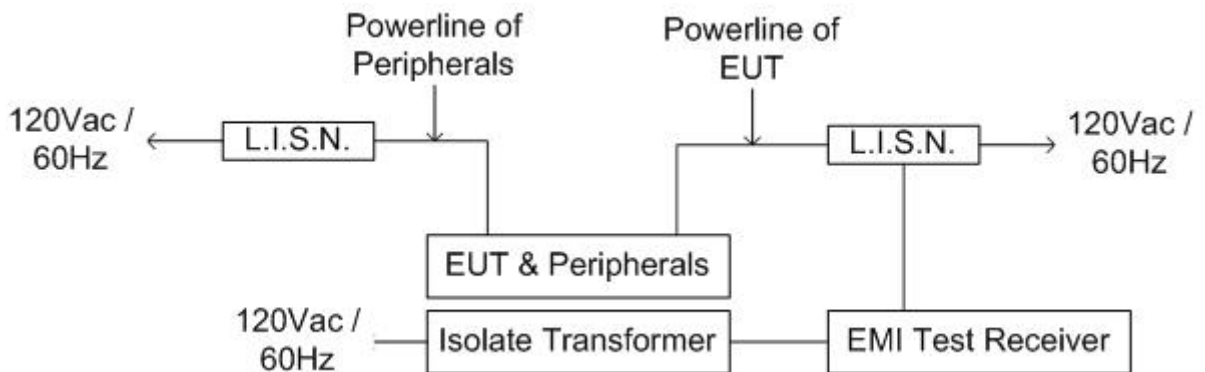 Powerline of
Peripherals
Powerline of
EUT
120Vac /
60Hz
L.I.S.N.
L.I.S.N.
120Vac /
60Hz
EUT & Peripherals
120Vac /
60Hz
Isolate Transformer
EMI Test Receiver